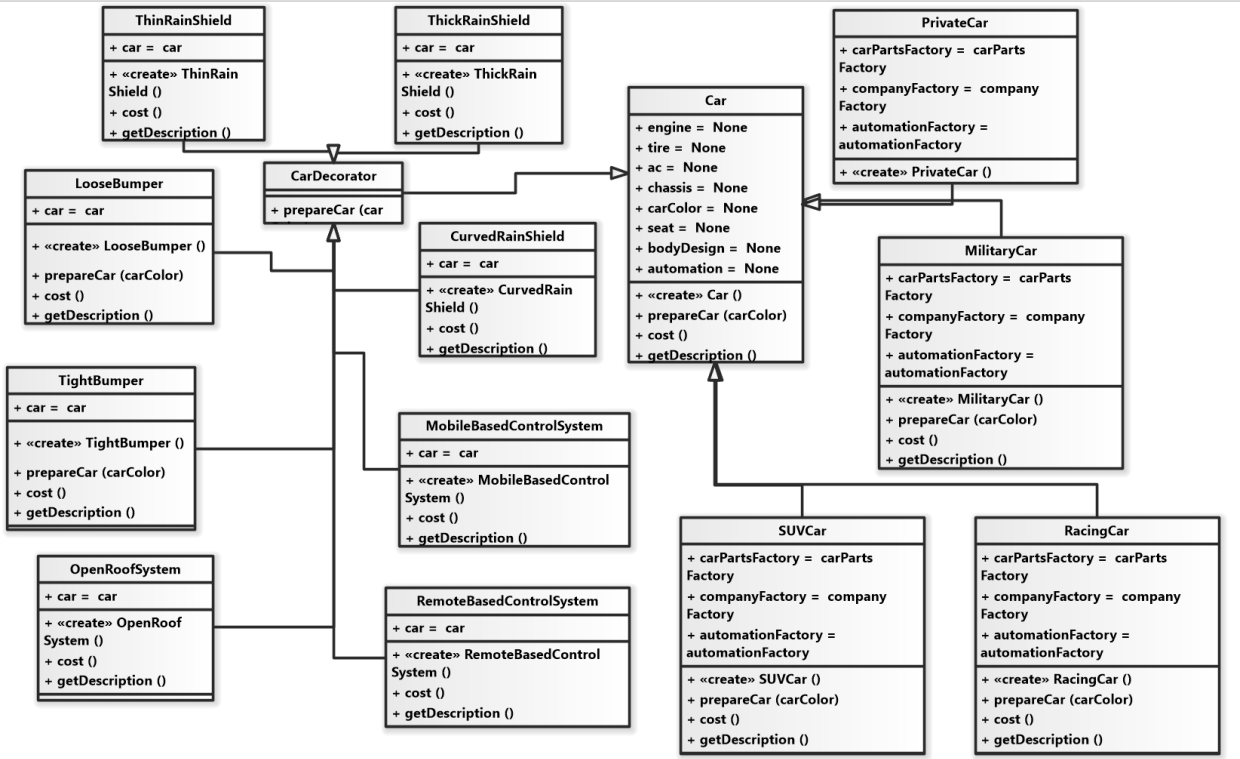 ThinRainShield
+ car = car
+ «create» ThinRain
Shield ()
+ cost ()
+ getDescription ()
ThickRainShield
+ car = car
+ «create» ThickRain
Shield ()
+ cost ()
+ getDescription ()
PrivateCar
+ carPartsFactory = carParts
Factory
+ companyFactory = company
Factory
+ automationFactory =
automationFactory
+ «create» PrivateCar ()
Car
+ engine = None
+ tire = None
+ ac = None
+ chassis = None
+ carColor = None
+ seat = None
+ bodyDesign = None
+ automation = None
+ «create» Car ()
+ prepareCar (carColor)
+ cost ()
+ getDescription ()
LooseBumper
+ car = car
+ «create» LooseBumper ()
+ prepareCar (carColor)
+ cost ()
+ getDescription ()
CarDecorator
+ prepareCar (car
CurvedRainShield
+ car = car
+ «create» CurvedRain
Shield ()
+ cost ()
+ getDescription ()
MilitaryCar
+ carPartsFactory = carParts
Factory
+ companyFactory = company
Factory
+ automationFactory =
automationFactory
+ «create» MilitaryCar ()
+ prepareCar (carColor)
+ cost ()
+ getDescription ()
TightBumper
+ car = car
+ «create» TightBumper ()
+ prepareCar (carColor)
+ cost ()
+ getDescription ()
MobileBasedControlSystem
+ car = car
+ «create» MobileBasedControl
System ()
+ cost ()
+ getDescription ()
OpenRoofSystem
+ car = car
+ «create» OpenRoof
System ()
+ cost ()
+ getDescription ()
RemoteBasedControlSystem
+ car = car
+ «create» RemoteBasedControl
System ()
+ cost ()
+ getDescription ()
SUVCar
+ carPartsFactory = carParts
Factory
+ companyFactory = company
Factory
+ automationFactory =
automationFactory
+ «create» SUVCar ()
+ prepareCar (carColor)
+ cost ()
+ getDescription ()
RacingCar
+ carPartsFactory = carParts
Factory
+ companyFactory = company
Factory
+ automationFactory =
automationFactory
+ «create» RacingCar ()
+ prepareCar (carColor)
+ cost ()
+ getDescription ()